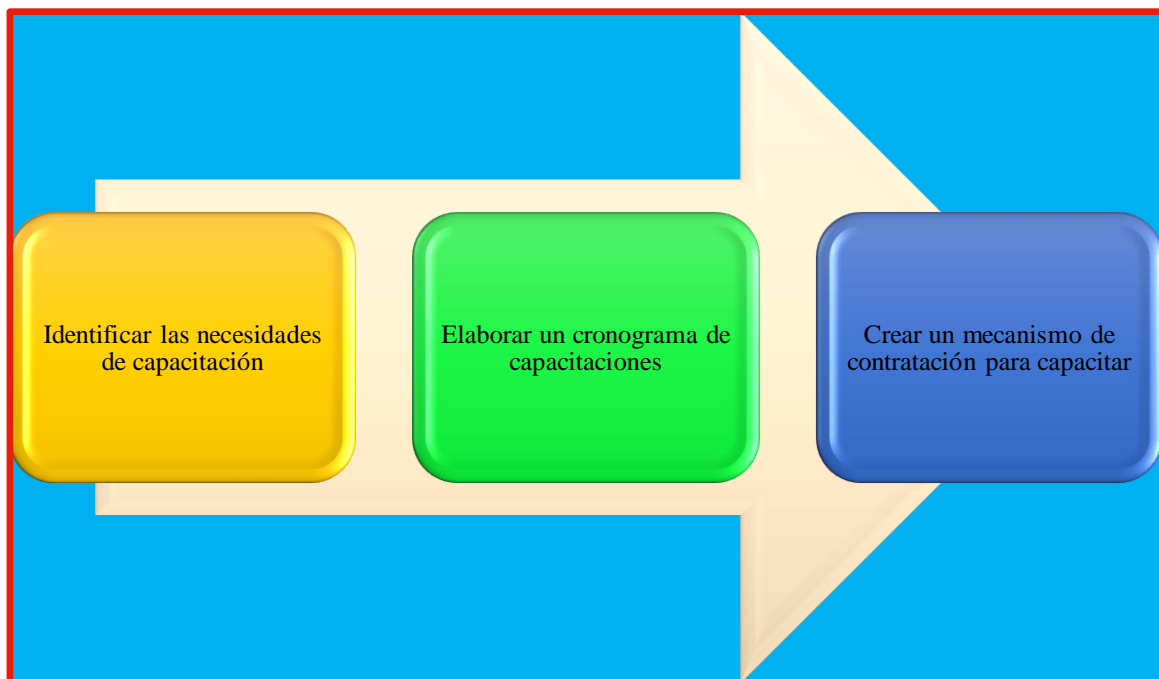 Identificar las necesidades
de capacitación
Elaborar un cronograma de
capacitaciones
Crear un mecanismo de
contratación para capacitar